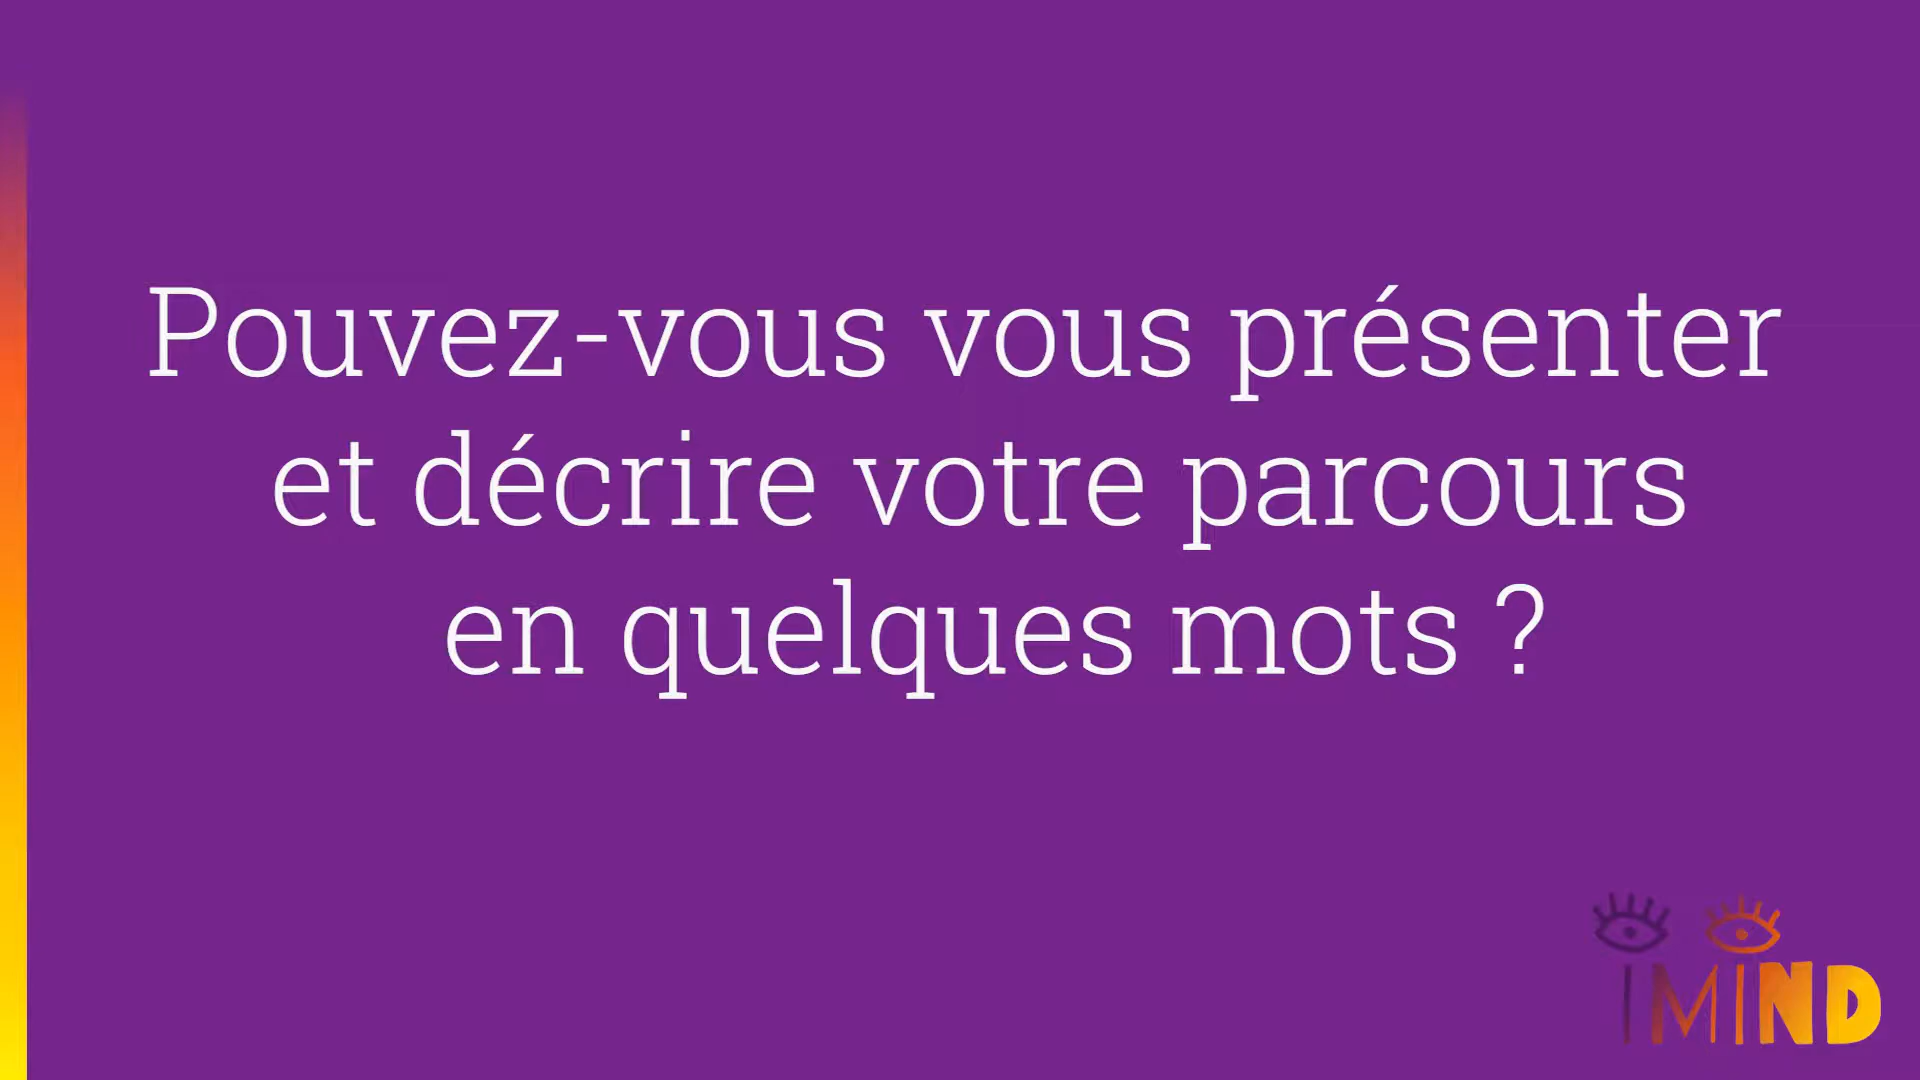 Pouvez-vous vous présenter
et décrire votre parcours
en quelques mots ?
IMIND